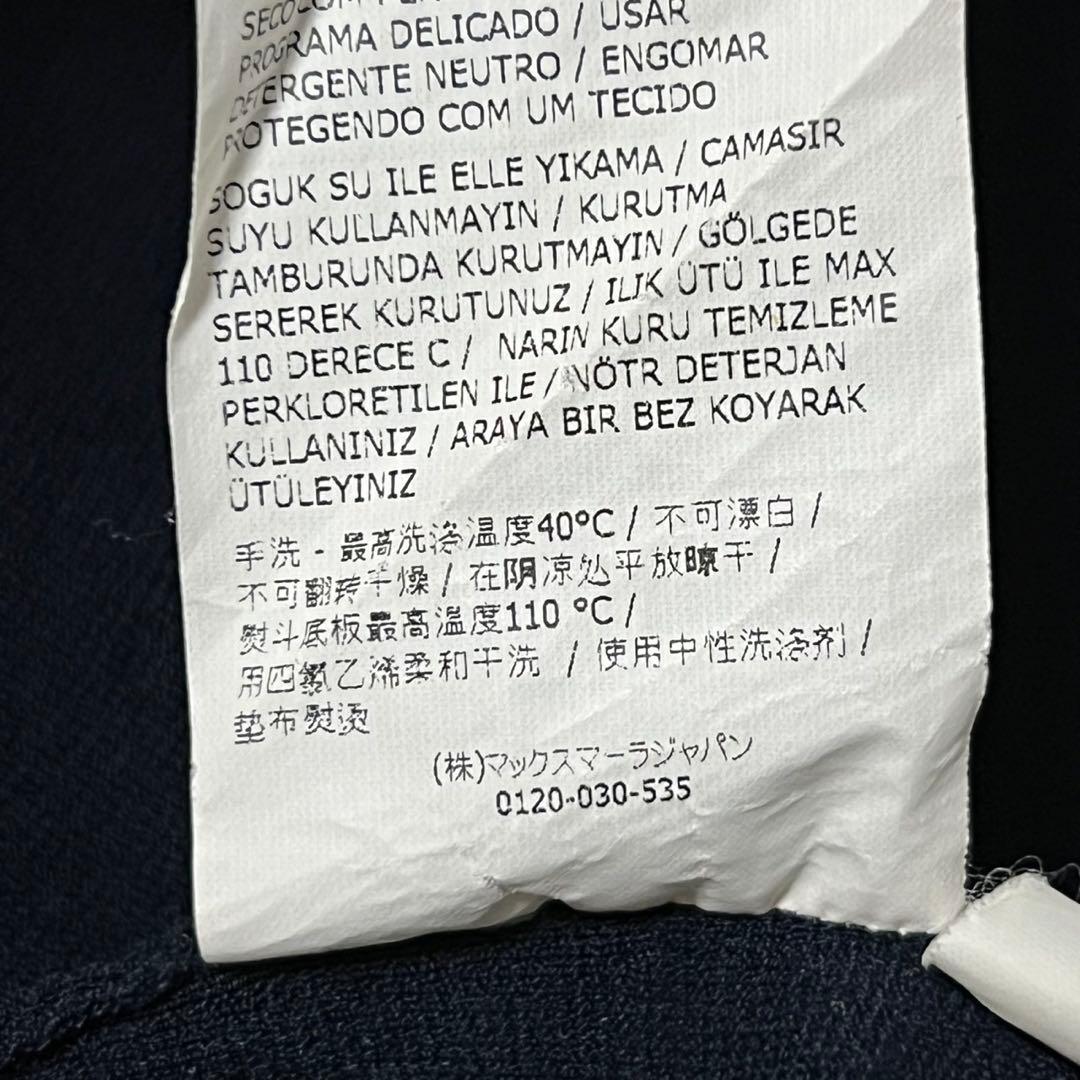 PROGRAMA DELICADO / USAR
DETERGENTE NEUTRO / ENGOMAR
PROTEGENDO COM UM TECIDO
SOGUK SU ILE ELLE YIKAMA / CAMASIR
SUYU KULLANMAYIN / KURUTMA
TAMBURUNDA KURUTMAYIN / GÖLGEDE
SEREREK KURUTUNUZ / ILIK ÜTÜ ILE MAX
110 DERECE C / NARIN KURU TEMIZLEME
PERKLORETILEN ILE / NÖTR DETERJAN
KULLANINIZ / ARAYA BIR BEZ KOYARAK
ÜTÜLEYINIZ
手洗 - 最高洗涤温度40°C / 不可漂白 /
不可翻转干燥 / 在阴凉处平放晾干 /
熨斗底板最高温度110 °C /
用四氯乙烯柔和干洗 / 使用中性洗涤剂 /
垫布熨烫
(株)マックスマーラジャパン
0120-030-535